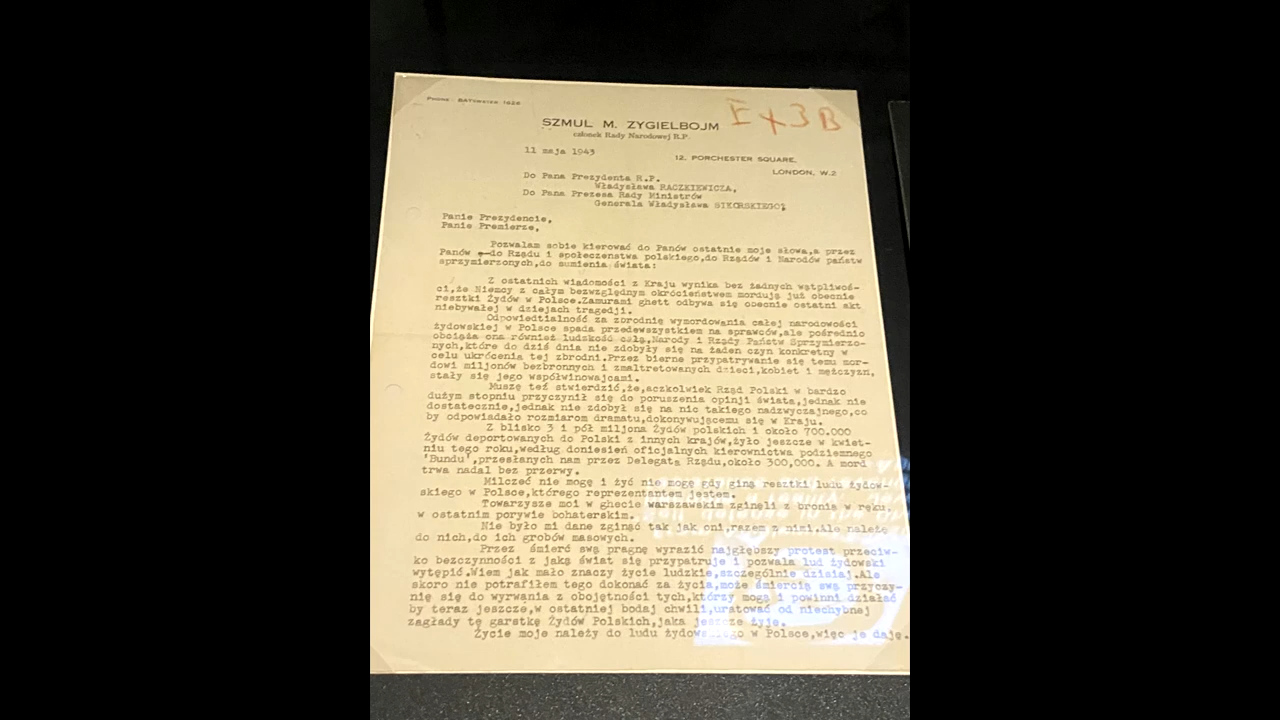 PHONE: BAYSWATER 1626
E x 3 B
SZMUL M. ZYGIELBOJM
członek Rady Narodowej R.P.
11 maja 1943
12, PORCHESTER SQUARE,
LONDON, W.2
Do Pana Prezydenta R.P.
Władysława RACZKIEWICZA,
Do Pana Prezesa Rady Ministrów
Generała Władysława SIKORSKIEGO;
Panie Prezydencie,
Panie Premierze,
Pozwalam sobie kierować do Panów ostatnie moje słowa,a przez
Panów do Rządu i społeczeństwa polskiego,do Rządów i Narodów państw
sprzymierzonych,do sumienia świata:
Z ostatnich wiadomości z Kraju wynika bez żadnych wątpliwoś-
ci,że Niemcy z całym bezwzględnym okrócieństwem mordują już obecnie
resztki Żydów w Polsce.Zamurami ghett odbywa się obecnie ostatni akt
niebywałej w dziejach tragedji.
Odpowiedtialność za zbrodnię wymordowania całej narodowości
żydowskiej w Polsce spada przedewszystkiem na sprawców,ale pośrednio
obciąża ona również ludzkość całą,Narody i Rządy Państw Sprzymierzo-
nych,które do dziś dnia nie zdobyły się na żaden czyn konkretny w
celu ukrócenia tej zbrodni.Przez bierne przypatrywanie się temu mor-
dowi miljonów bezbronnych i zmaltretowanych dzieci,kobiet i mężczyzn,
stały się jego współwinowajcami.
Muszę też stwierdzić,że,aczkolwiek Rząd Polski w bardzo
dużym stopniu przyczynił się do poruszenia opinji świata,jednak nie
dostatecznie,jednak nie zdobył się na nic takiego nadzwyczajnego,co
by odpowiadało rozmiarom dramatu,dokonywującemu się w Kraju.
Z blisko 3 i pół miljona Żydów polskich i około 700.000
Żydów deportowanych do Polski z innych krajów,żyło jeszcze w kwiet-
niu tego roku,według doniesień oficjalnych kierownictwa podziemnego
'Bundu',przesłanych nam przez Delegata Rządu,około 300,000. A mord
trwa nadal bez przerwy.
Milczeć nie mogę i żyć nie mogę gdy giną resztki ludu żydow-
skiego w Polsce,którego reprezentantem jestem.
Towarzysze moi w ghecie warszawskim zginęli z bronią w ręku,
w ostatnim porywie bohaterskim.
Nie było mi dane zginąć tak jak oni,razem z nimi.Ale należę
do nich,do ich grobów masowych.
Przez śmierć swą pragnę wyrazić najgłębszy protest przeciw-
ko bezczynności z jaką świat się przypatruje i pozwala lud żydowski
wytępić.Wiem jak mało znaczy życie ludzkie,szczególnie dzisiaj.Ale
skoro nie potrafiłem tego dokonać za życia,może śmiercią swą przyczy-
nię się do wyrwania z obojętności tych,którzy mogą i powinni działać
by teraz jeszcze,w ostatniej bodaj chwili,uratować od niechybnej
zagłady tę garstkę Żydów Polskich,jaka jeszcze żyje.
Życie moje należy do ludu żydowskiego w Polsce,więc je daję.